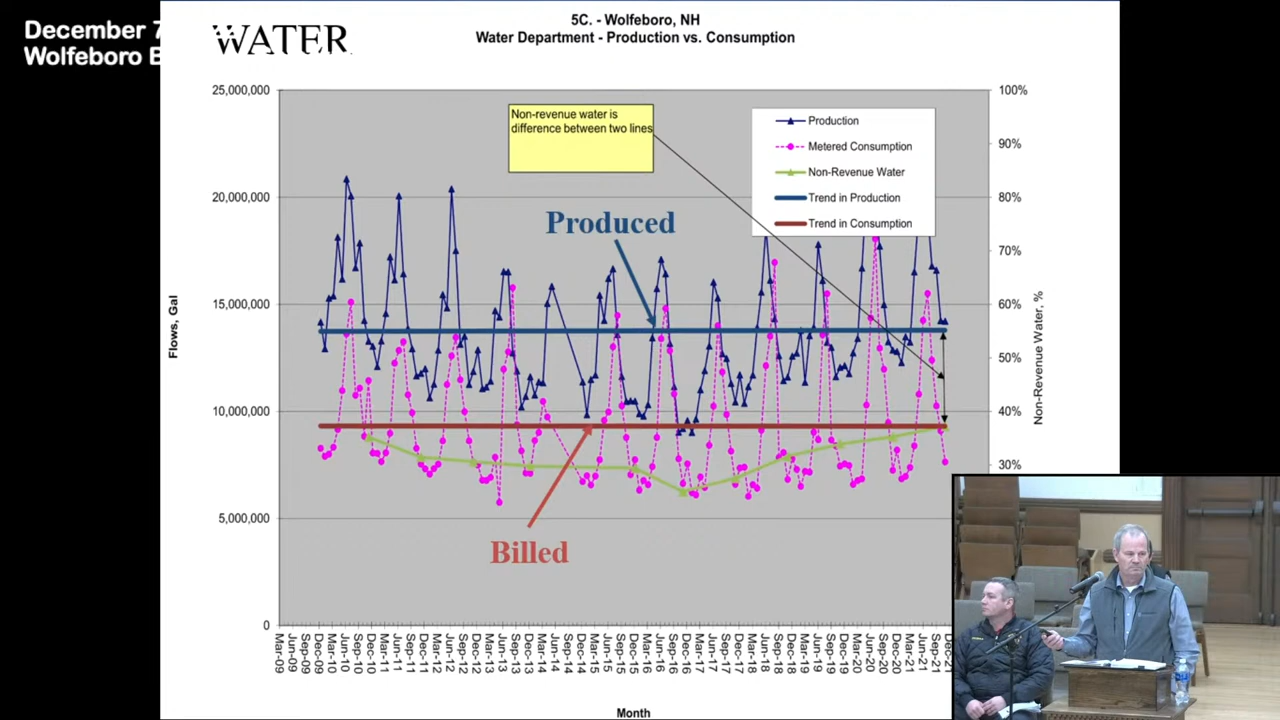 December 7
Wolfeboro B
WATER
5C. - Wolfeboro, NH
Water Department - Production vs. Consumption
25,000,000
20,000,000
15,000,000
10,000,000
5,000,000
0
Flows, Gal
100%
90%
80%
70%
60%
50%
40%
30%
Non-Revenue Water, %
Non-revenue water is
difference between two lines
Production
Metered Consumption
Non-Revenue Water
Trend in Production
Trend in Consumption
Produced
Billed
Mar-09
Jun-09
Sep-09
Dec-09
Mar-10
Jun-10
Sep-10
Dec-10
Mar-11
Jun-11
Sep-11
Dec-11
Mar-12
Jun-12
Sep-12
Dec-12
Mar-13
Jun-13
Sep-13
Dec-13
Mar-14
Jun-14
Sep-14
Dec-14
Mar-15
Jun-15
Sep-15
Dec-15
Mar-16
Jun-16
Sep-16
Dec-16
Mar-17
Jun-17
Sep-17
Dec-17
Mar-18
Jun-18
Sep-18
Dec-18
Mar-19
Jun-19
Sep-19
Dec-19
Mar-20
Jun-20
Sep-20
Dec-20
Mar-21
Jun-21
Sep-21
Dec-21
Month